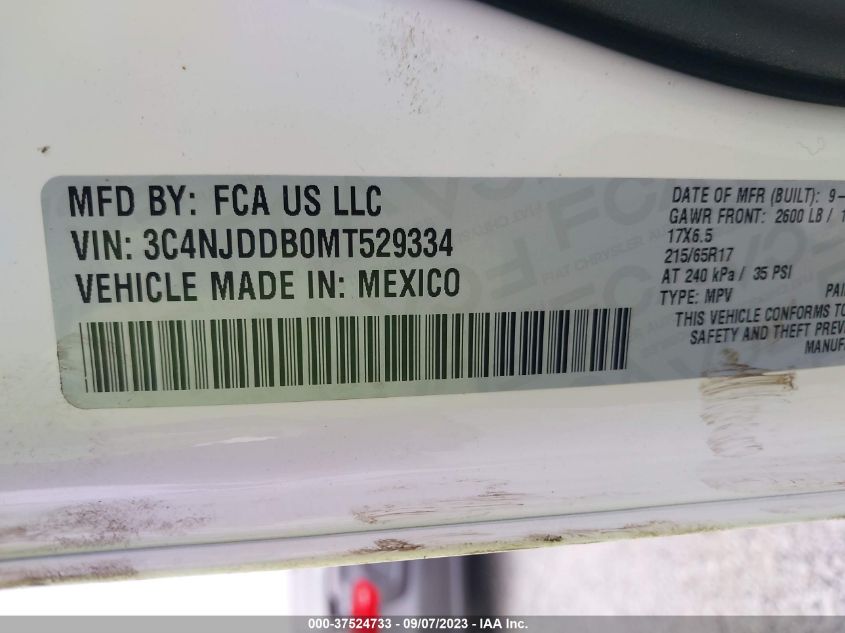 MFD BY: FCA US LLC
VIN: 3C4NJDDB0MT529334
VEHICLE MADE IN: MEXICO
DATE OF MFR (BUILT): 9-
GAWR FRONT: 2600 LB / 1
17X6.5
215/65R17
AT 240 kPa / 35 PSI
TYPE: MPV PAI
THIS VEHICLE CONFORMS TO
SAFETY AND THEFT PREV
MANUF
000-37524733 - 09/07/2023 - © IAA Inc.